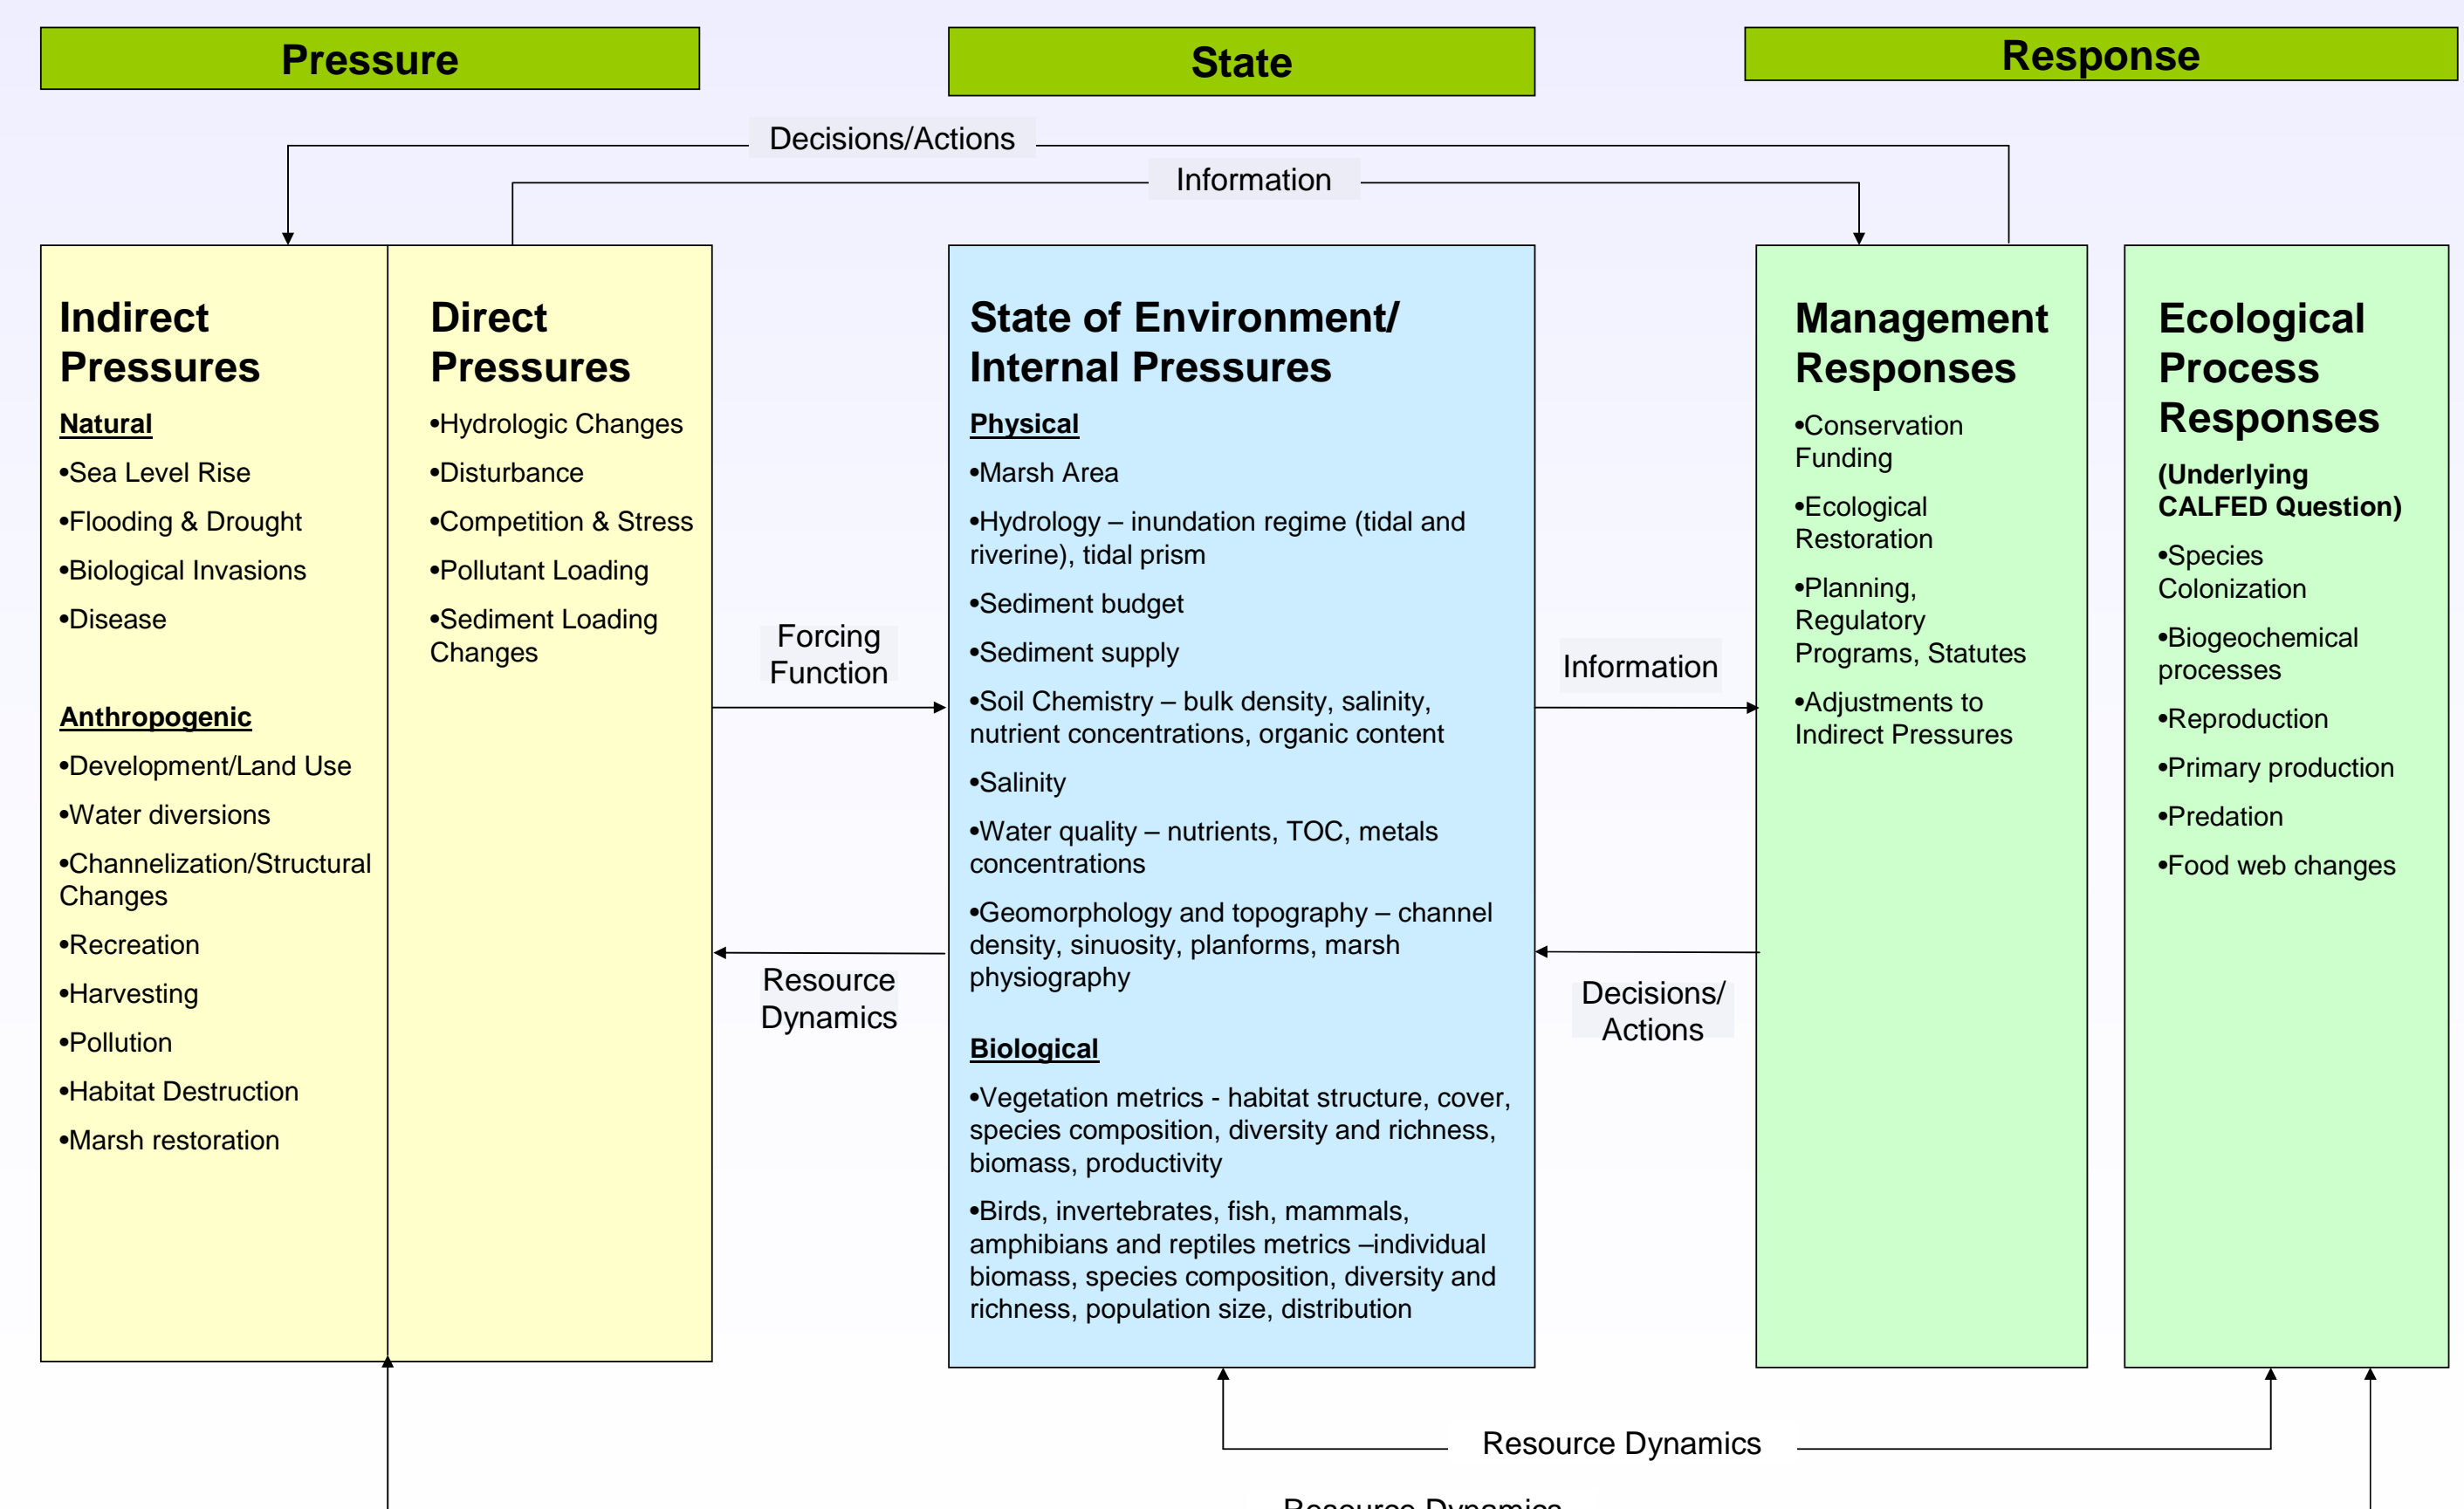 Pressure
State
Response
Decisions/Actions
Information
Indirect
Pressures
Natural
•Sea Level Rise
•Flooding & Drought
•Biological Invasions
•Disease
Anthropogenic
•Development/Land Use
•Water diversions
•Channelization/Structural
Changes
•Recreation
•Harvesting
•Pollution
•Habitat Destruction
•Marsh restoration
Direct
Pressures
•Hydrologic Changes
•Disturbance
•Competition & Stress
•Pollutant Loading
•Sediment Loading
Changes
Forcing
Function
Resource
Dynamics
State of Environment/
Internal Pressures
Physical
•Marsh Area
•Hydrology – inundation regime (tidal and
riverine), tidal prism
•Sediment budget
•Sediment supply
•Soil Chemistry – bulk density, salinity,
nutrient concentrations, organic content
•Salinity
•Water quality – nutrients, TOC, metals
concentrations
•Geomorphology and topography – channel
density, sinuosity, planforms, marsh
physiography
Biological
•Vegetation metrics - habitat structure, cover,
species composition, diversity and richness,
biomass, productivity
•Birds, invertebrates, fish, mammals,
amphibians and reptiles metrics –individual
biomass, species composition, diversity and
richness, population size, distribution
Information
Decisions/
Actions
Management
Responses
•Conservation
Funding
•Ecological
Restoration
•Planning,
Regulatory
Programs, Statutes
•Adjustments to
Indirect Pressures
Ecological
Process
Responses
(Underlying
CALFED Question)
•Species
Colonization
•Biogeochemical
processes
•Reproduction
•Primary production
•Predation
•Food web changes
Resource Dynamics
Resource Dynamics